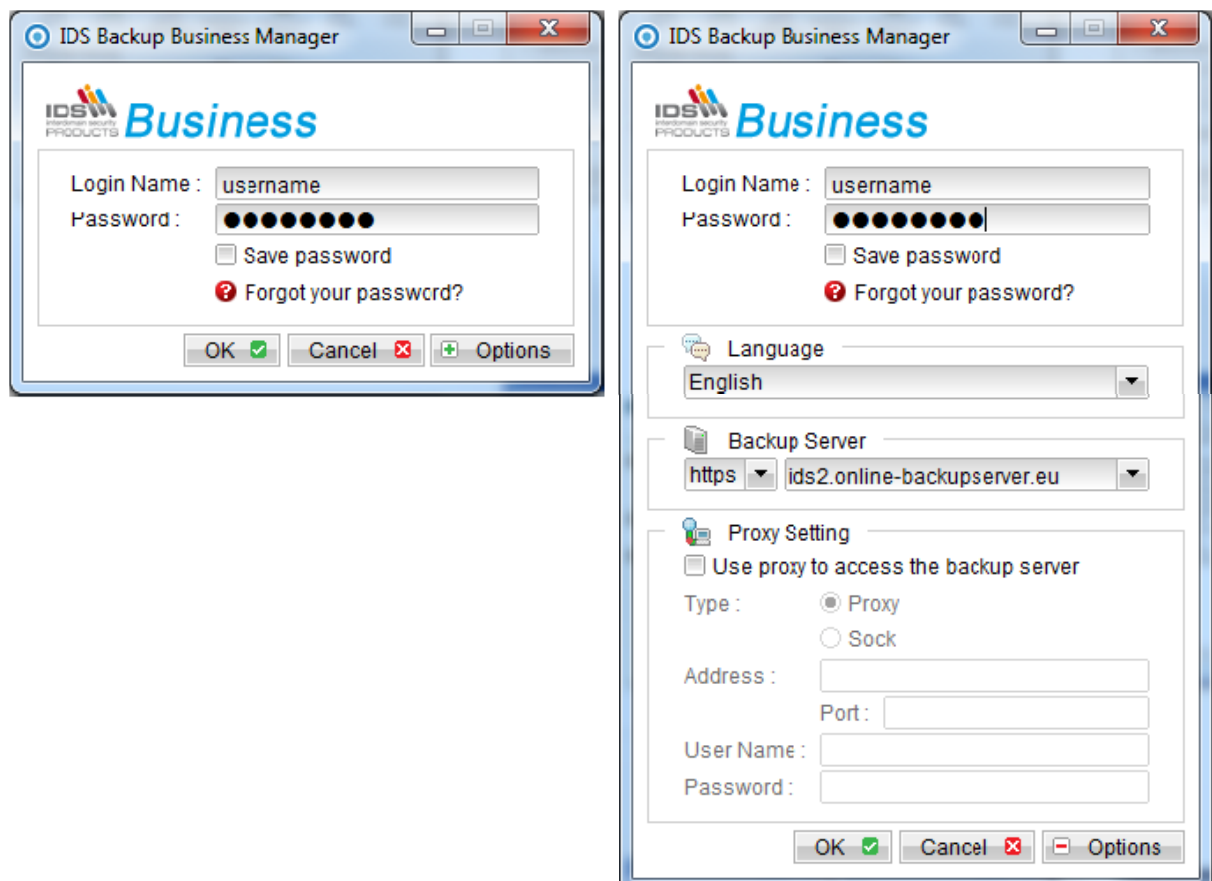 IDS Backup Business Manager
IDS
interdomain security
PRODUCTS
Business
Login Name : username
Password : ●●●●●●●●
Save password
Forgot your password?
OK Cancel Options
IDS Backup Business Manager
IDS
interdomain security
PRODUCTS
Business
Login Name : username
Password : ●●●●●●●●
Save password
Forgot your password?
Language
English
Backup Server
https ids2.online-backupserver.eu
Proxy Setting
Use proxy to access the backup server
Type : Proxy
Sock
Address :
Port :
User Name :
Password :
OK Cancel Options